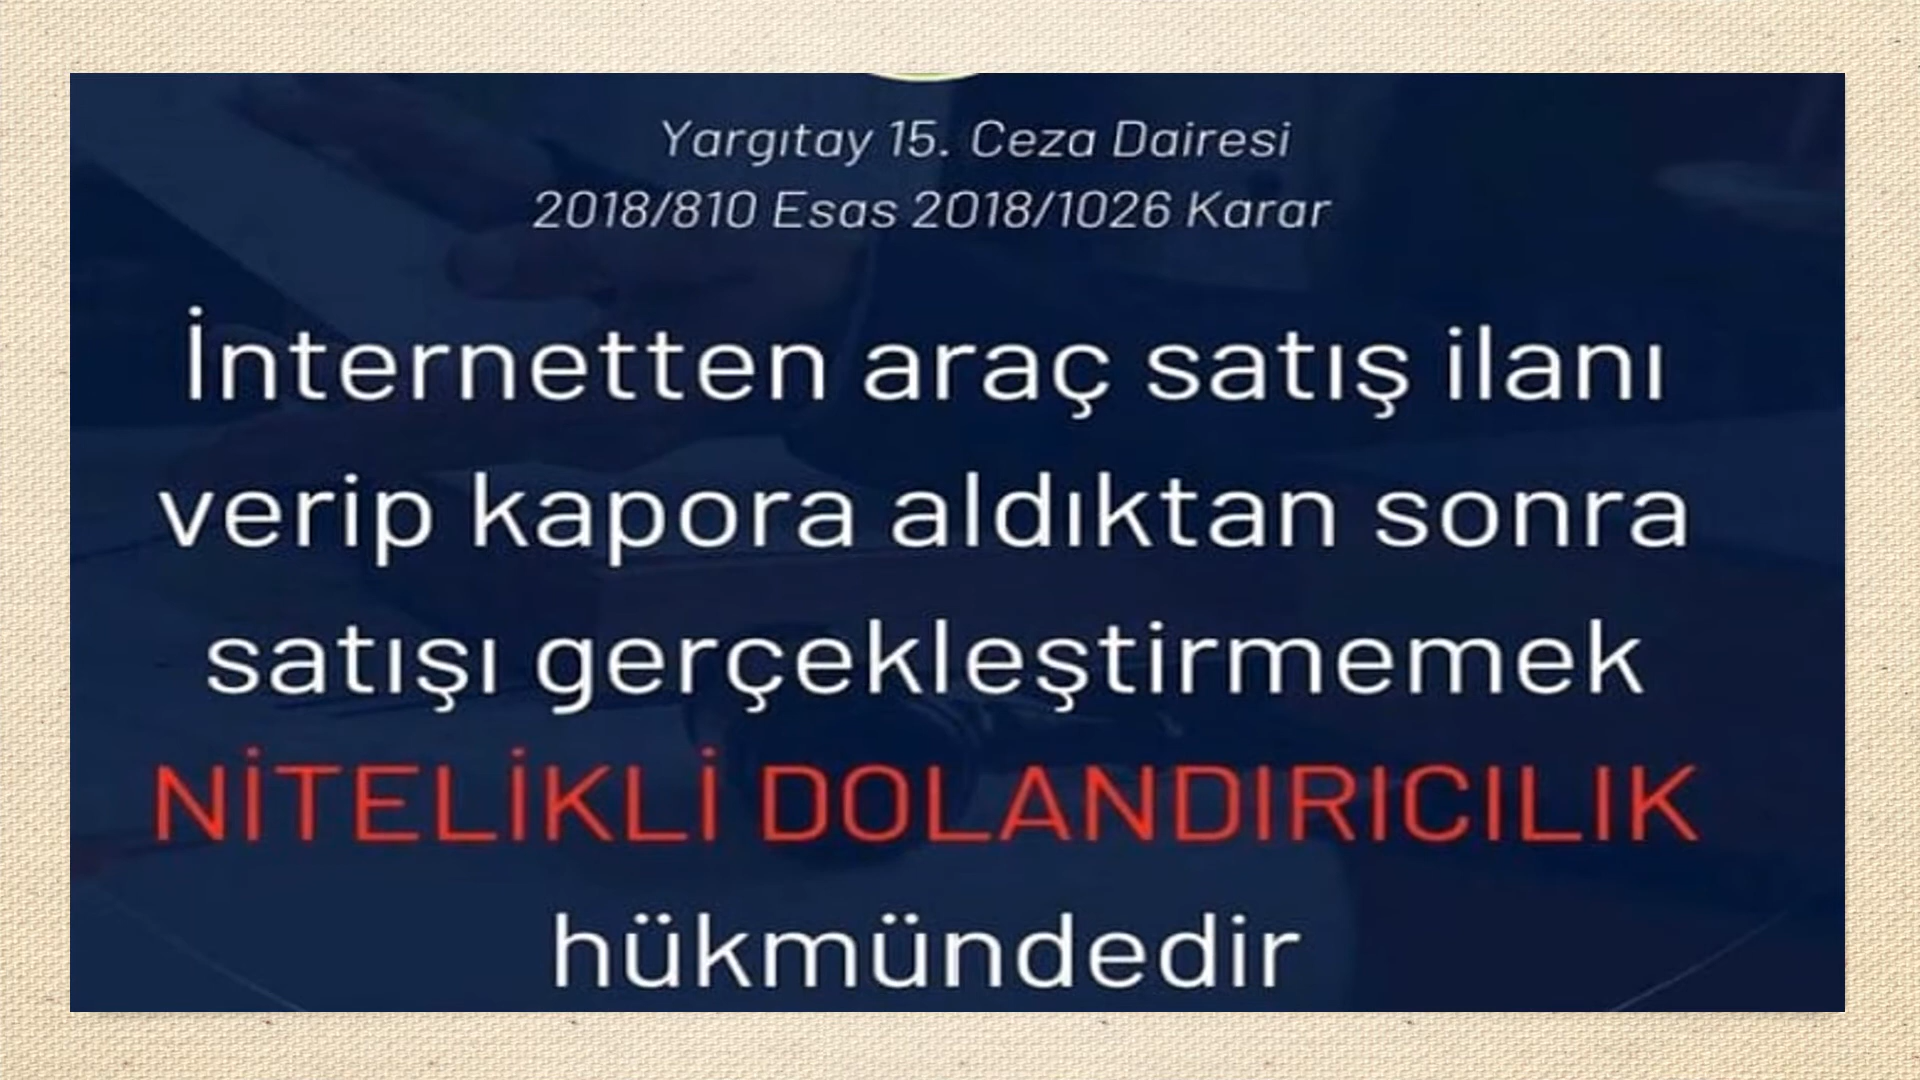 Yargıtay 15. Ceza Dairesi
2018/810 Esas 2018/1026 Karar
İnternetten araç satış ilanı
verip kapora aldıktan sonra
satışı gerçekleştirmemek
NİTELİKLİ DOLANDIRICILIK
hükmündedir